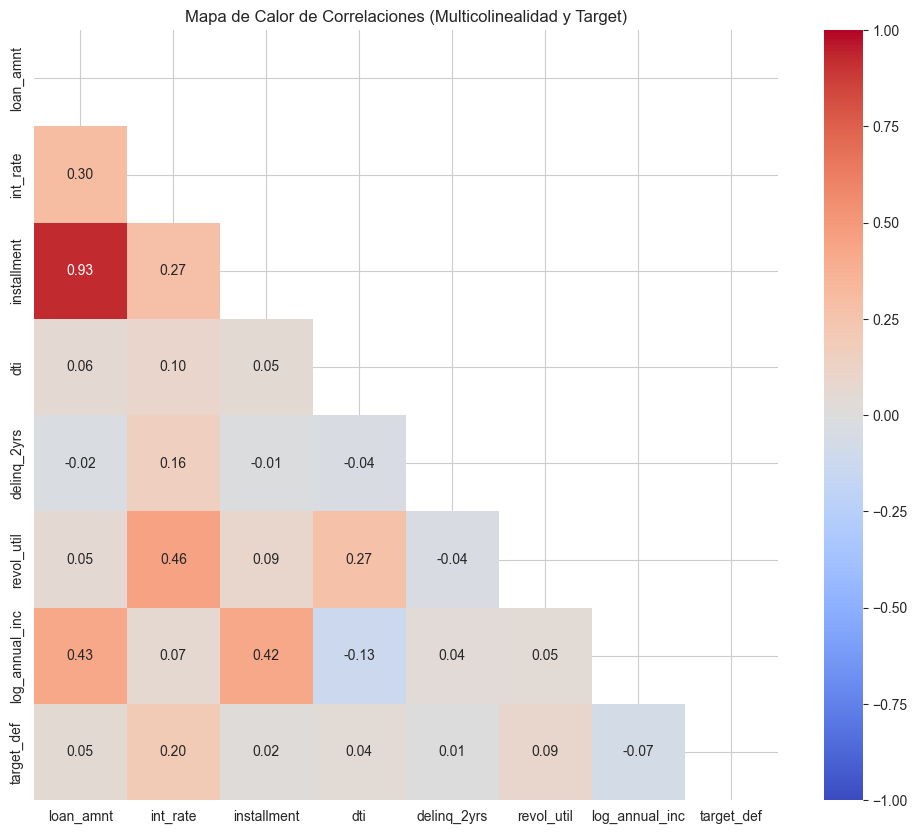 Mapa de Calor de Correlaciones (Multicolinealidad y Target)
loan_amnt
int_rate 0.30
installment 0.93 0.27
dti 0.06 0.10 0.05
delinq_2yrs -0.02 0.16 -0.01 -0.04
revol_util 0.05 0.46 0.09 0.27 -0.04
log_annual_inc 0.43 0.07 0.42 -0.13 0.04 0.05
target_def 0.05 0.20 0.02 0.04 0.01 0.09 -0.07
loan_amnt int_rate installment dti delinq_2yrs revol_util log_annual_inc target_def
1.00
0.75
0.50
0.25
0.00
-0.25
-0.50
-0.75
-1.00